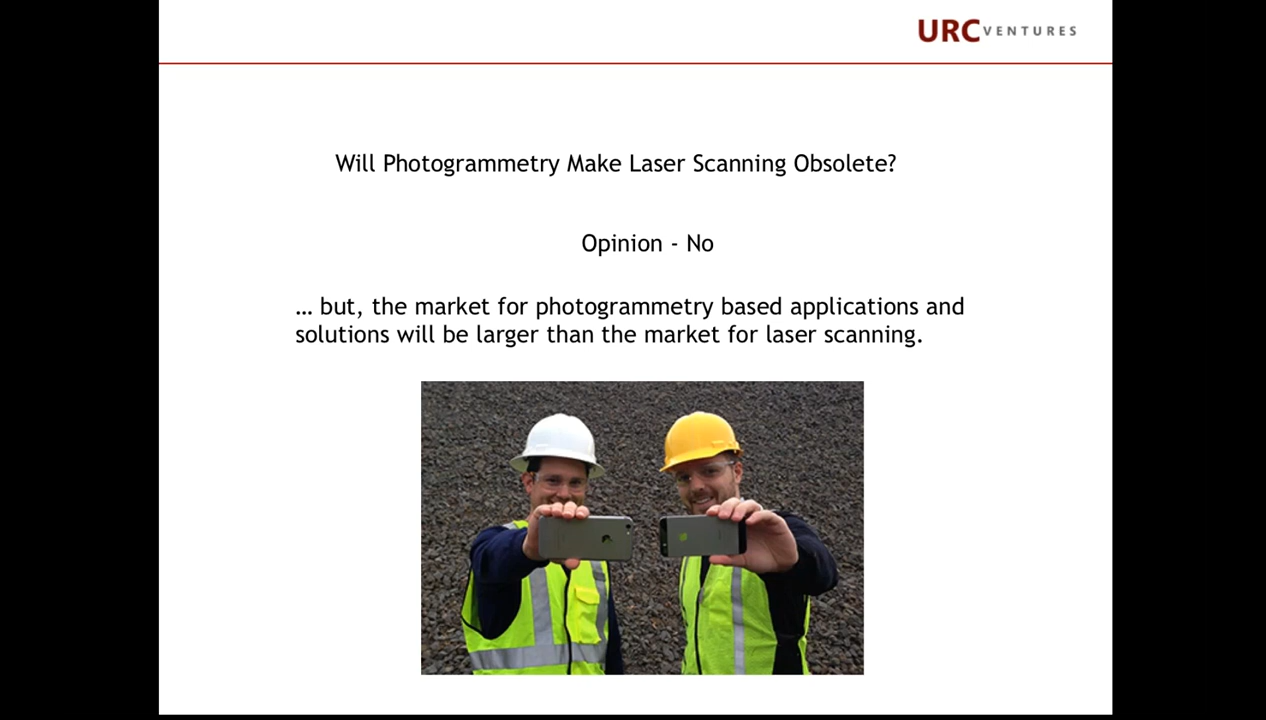 URC VENTURES
Will Photogrammetry Make Laser Scanning Obsolete?
Opinion - No
… but, the market for photogrammetry based applications and
solutions will be larger than the market for laser scanning.